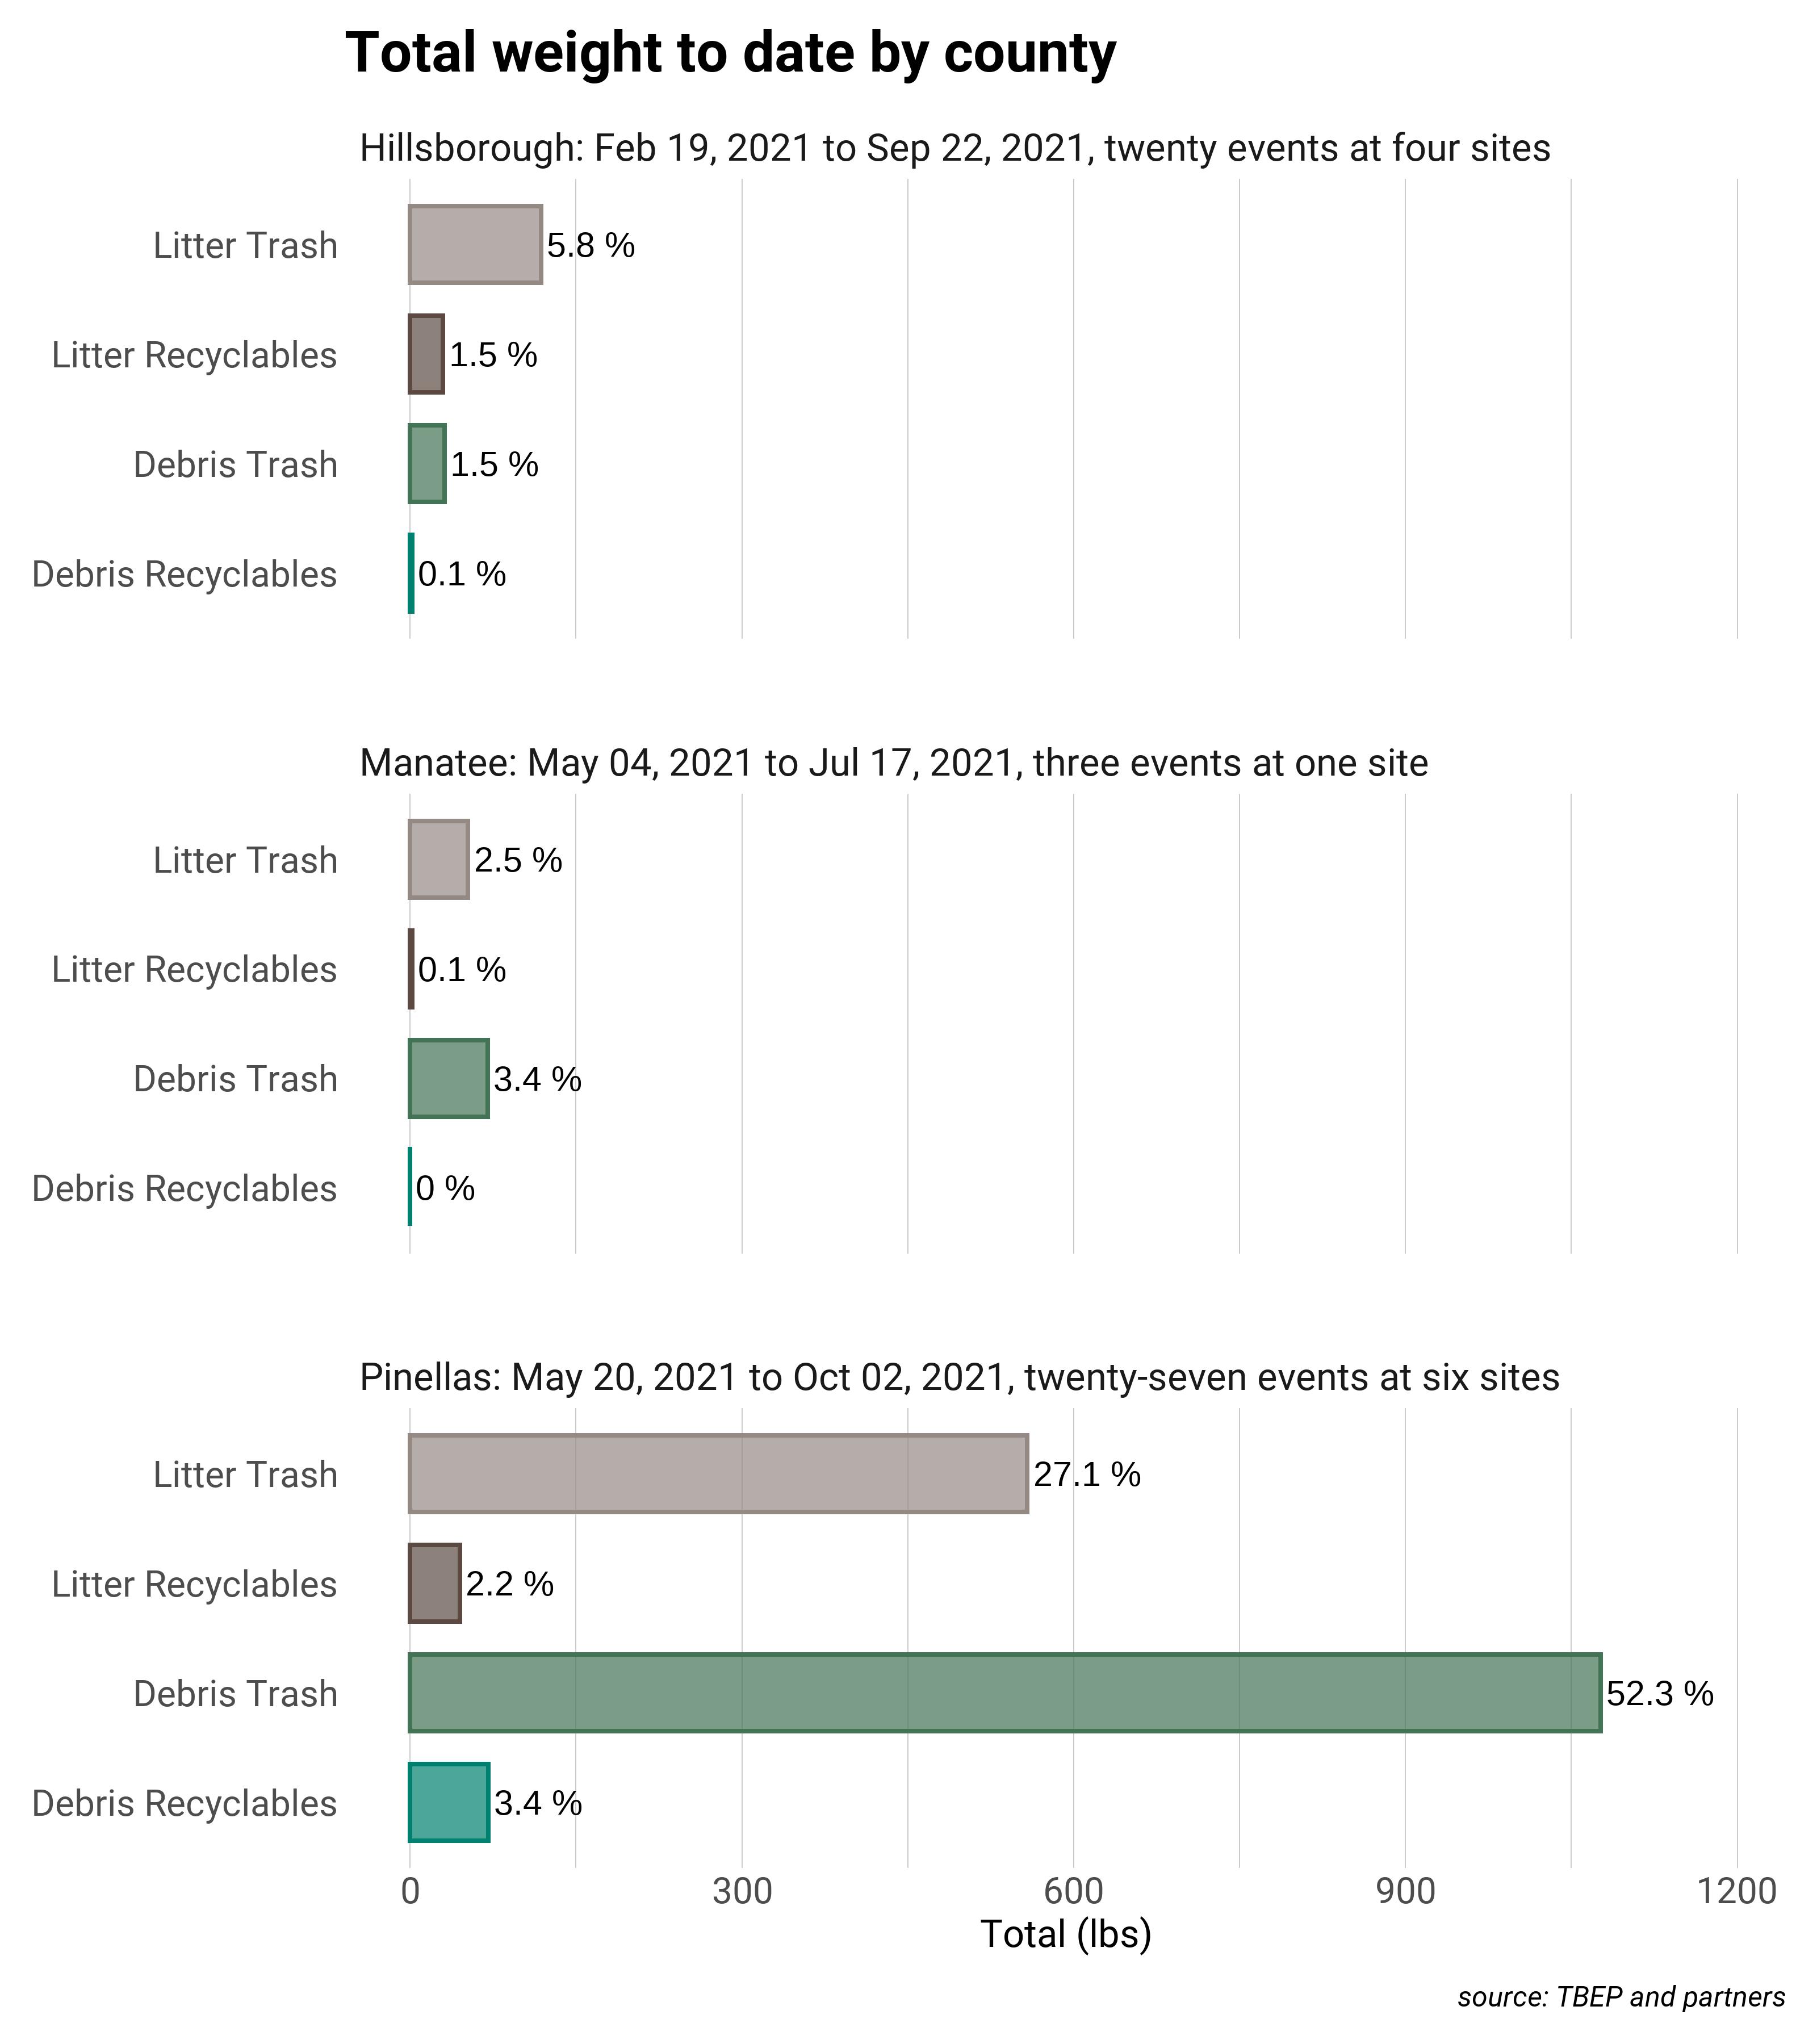 Total weight to date by county
Hillsborough: Feb 19, 2021 to Sep 22, 2021, twenty events at four sites
Litter Trash 5.8 %
Litter Recyclables 1.5 %
Debris Trash 1.5 %
Debris Recyclables 0.1 %
Manatee: May 04, 2021 to Jul 17, 2021, three events at one site
Litter Trash 2.5 %
Litter Recyclables 0.1 %
Debris Trash 3.4 %
Debris Recyclables 0 %
Pinellas: May 20, 2021 to Oct 02, 2021, twenty-seven events at six sites
Litter Trash 27.1 %
Litter Recyclables 2.2 %
Debris Trash 52.3 %
Debris Recyclables 3.4 %
0 300 600 900 1200
Total (lbs)
source: TBEP and partners